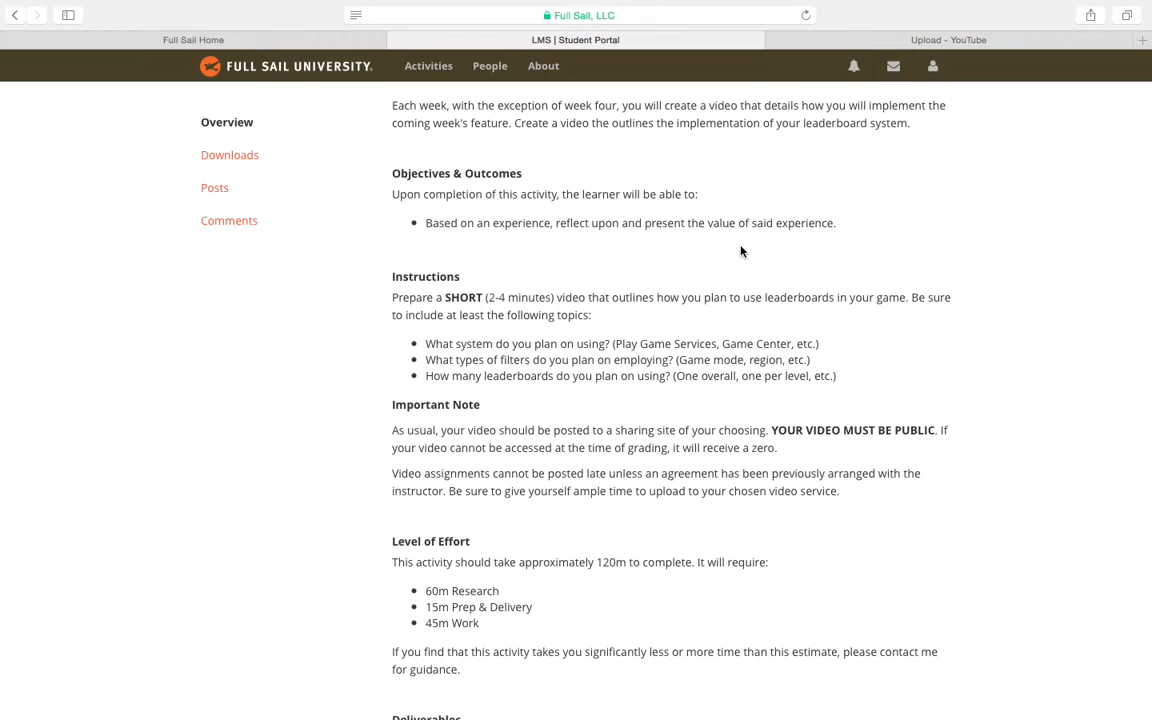 Full Sail, LLC
Full Sail Home
LMS | Student Portal
Upload - YouTube
FULL SAIL UNIVERSITY.
Activities
People
About
Overview
Downloads
Posts
Comments
Each week, with the exception of week four, you will create a video that details how you will implement the
coming week's feature. Create a video the outlines the implementation of your leaderboard system.
Objectives & Outcomes
Upon completion of this activity, the learner will be able to:
Based on an experience, reflect upon and present the value of said experience.
Instructions
Prepare a SHORT (2-4 minutes) video that outlines how you plan to use leaderboards in your game. Be sure
to include at least the following topics:
What system do you plan on using? (Play Game Services, Game Center, etc.)
What types of filters do you plan on employing? (Game mode, region, etc.)
How many leaderboards do you plan on using? (One overall, one per level, etc.)
Important Note
As usual, your video should be posted to a sharing site of your choosing. YOUR VIDEO MUST BE PUBLIC. If
your video cannot be accessed at the time of grading, it will receive a zero.
Video assignments cannot be posted late unless an agreement has been previously arranged with the
instructor. Be sure to give yourself ample time to upload to your chosen video service.
Level of Effort
This activity should take approximately 120m to complete. It will require:
60m Research
15m Prep & Delivery
45m Work
If you find that this activity takes you significantly less or more time than this estimate, please contact me
for guidance.
Deliverables